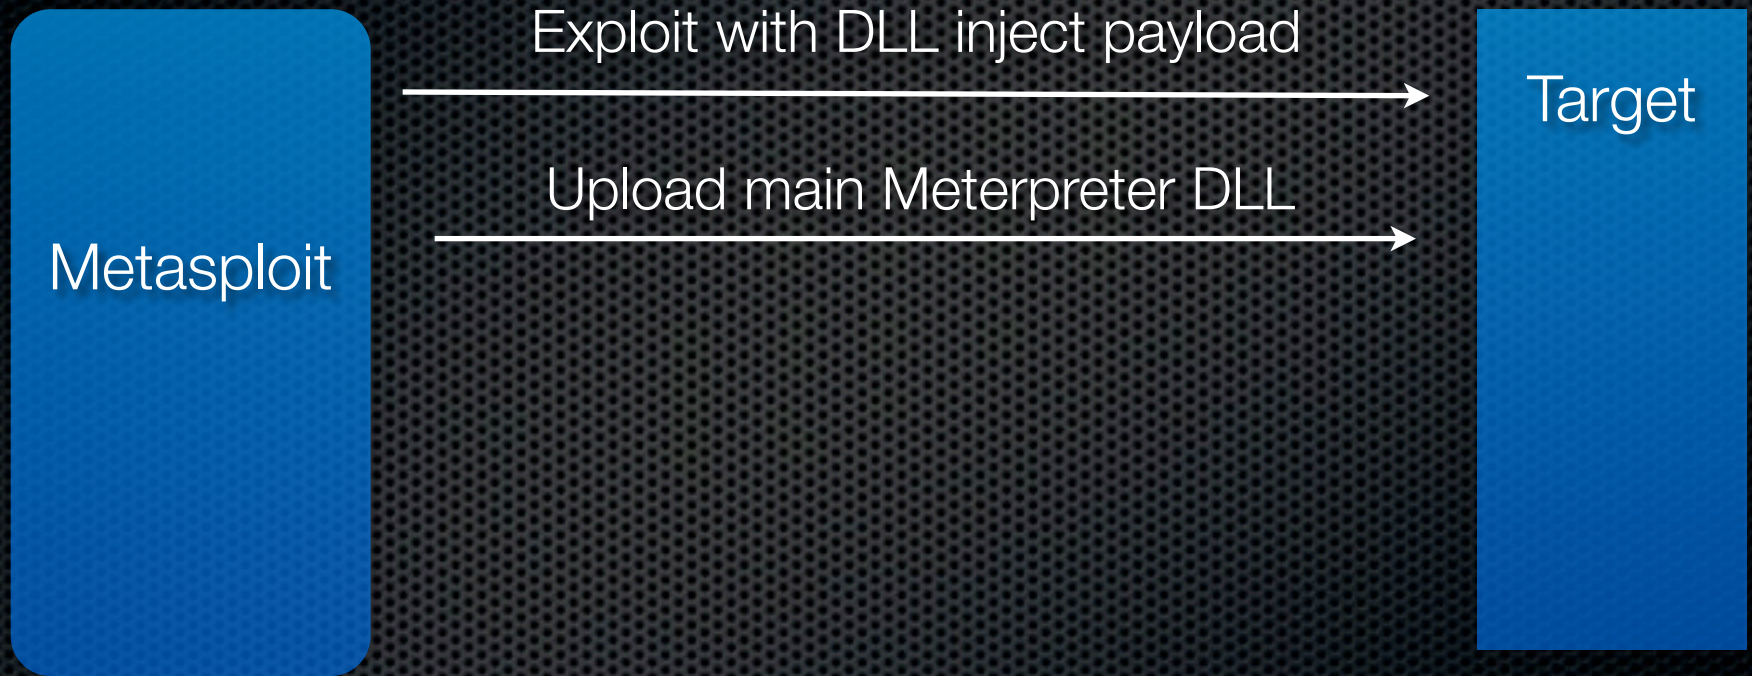 Exploit with DLL inject payload
Target
Upload main Meterpreter DLL
Metasploit